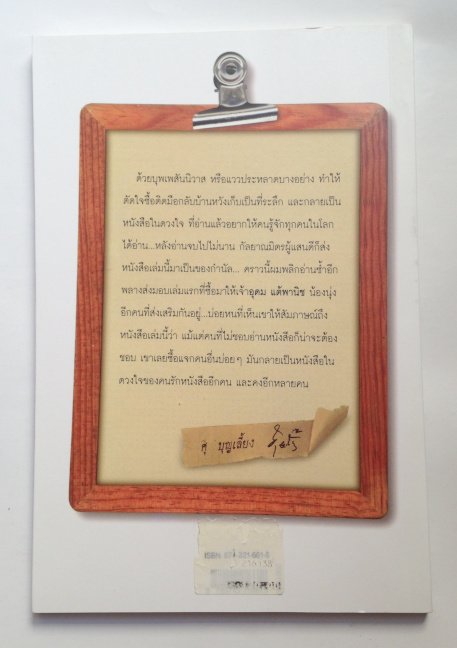 ด้วยบุพเพสันนิวาส หรือแววประหลาดบางอย่าง ทำให้
ตัดใจซื้อติดมือกลับบ้านหวังเก็บเป็นที่ระลึก และกลายเป็น
หนังสือในดวงใจ ที่อ่านแล้วอยากให้คนรู้จักทุกคนในโลก
ได้อ่าน...หลังอ่านจบไปไม่นาน กัลยาณมิตรผู้แสนดีก็ส่ง
หนังสือเล่มนี้มาเป็นของกำนัล... คราวนี้ผมพลิกอ่านซ้ำอีก
พลางส่งมอบเล่มแรกที่ซื้อมาให้เจ้าอุดม แต้พานิช น้องนุ่ง
อีกคนที่ส่งเสริมกันอยู่...บ่อยหนที่เห็นเขาให้สัมภาษณ์ถึง
หนังสือเล่มนี้ว่า แม้แต่คนที่ไม่ชอบอ่านหนังสือก็น่าจะต้อง
ชอบ เขาเลยซื้อแจกคนอื่นบ่อยๆ มันกลายเป็นหนังสือใน
ดวงใจของคนรักหนังสืออีกคน และคงอีกหลายคน
ศุ บุญเลี้ยง
ISBN